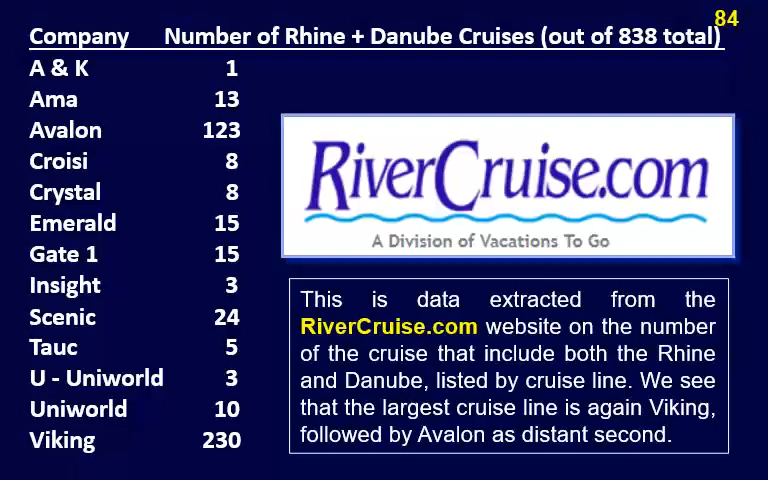 84
Company Number of Rhine + Danube Cruises (out of 838 total)
A & K 1
Ama 13
Avalon 123
Croisi 8
Crystal 8
Emerald 15
Gate 1 15
Insight 3
Scenic 24
Tauc 5
U - Uniworld 3
Uniworld 10
Viking 230
RiverCruise.com
A Division of Vacations To Go
This is data extracted from the
RiverCruise.com website on the number
of the cruise that include both the Rhine
and Danube, listed by cruise line. We see
that the largest cruise line is again Viking,
followed by Avalon as distant second.